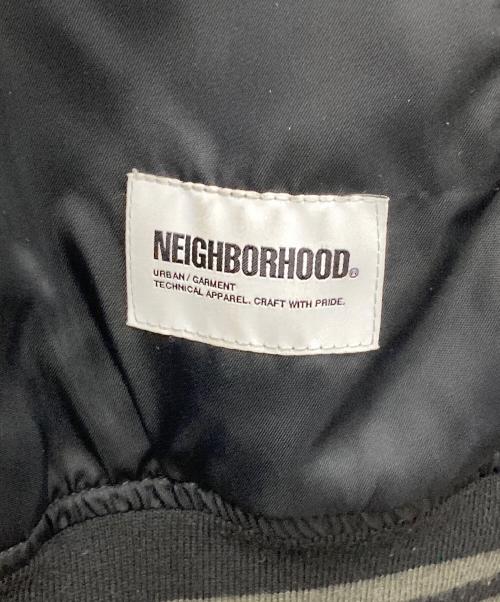 NEIGHBORHOOD®
URBAN / GARMENT
TECHNICAL APPAREL. CRAFT WITH PRIDE.